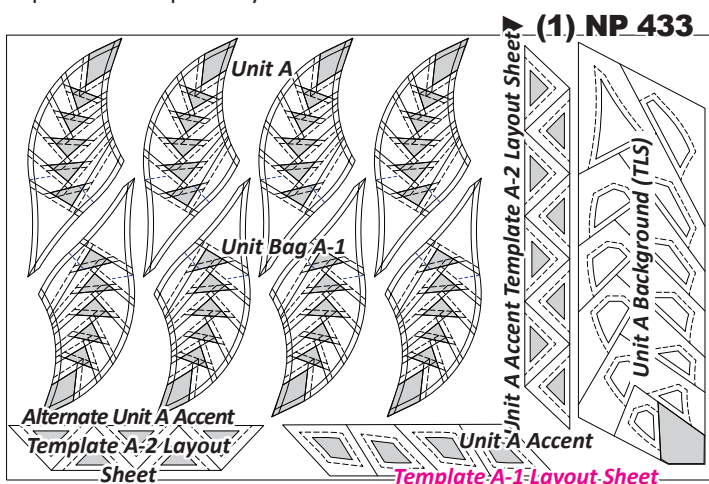 (1) NP 433
Unit A
Unit A Accent Template A-2 Layout Sheet
Unit A Background (TLS)
Unit Bag A-1
Alternate Unit A Accent
Template A-2 Layout
Sheet
Unit A Accent
Template A-1 Layout Sheet